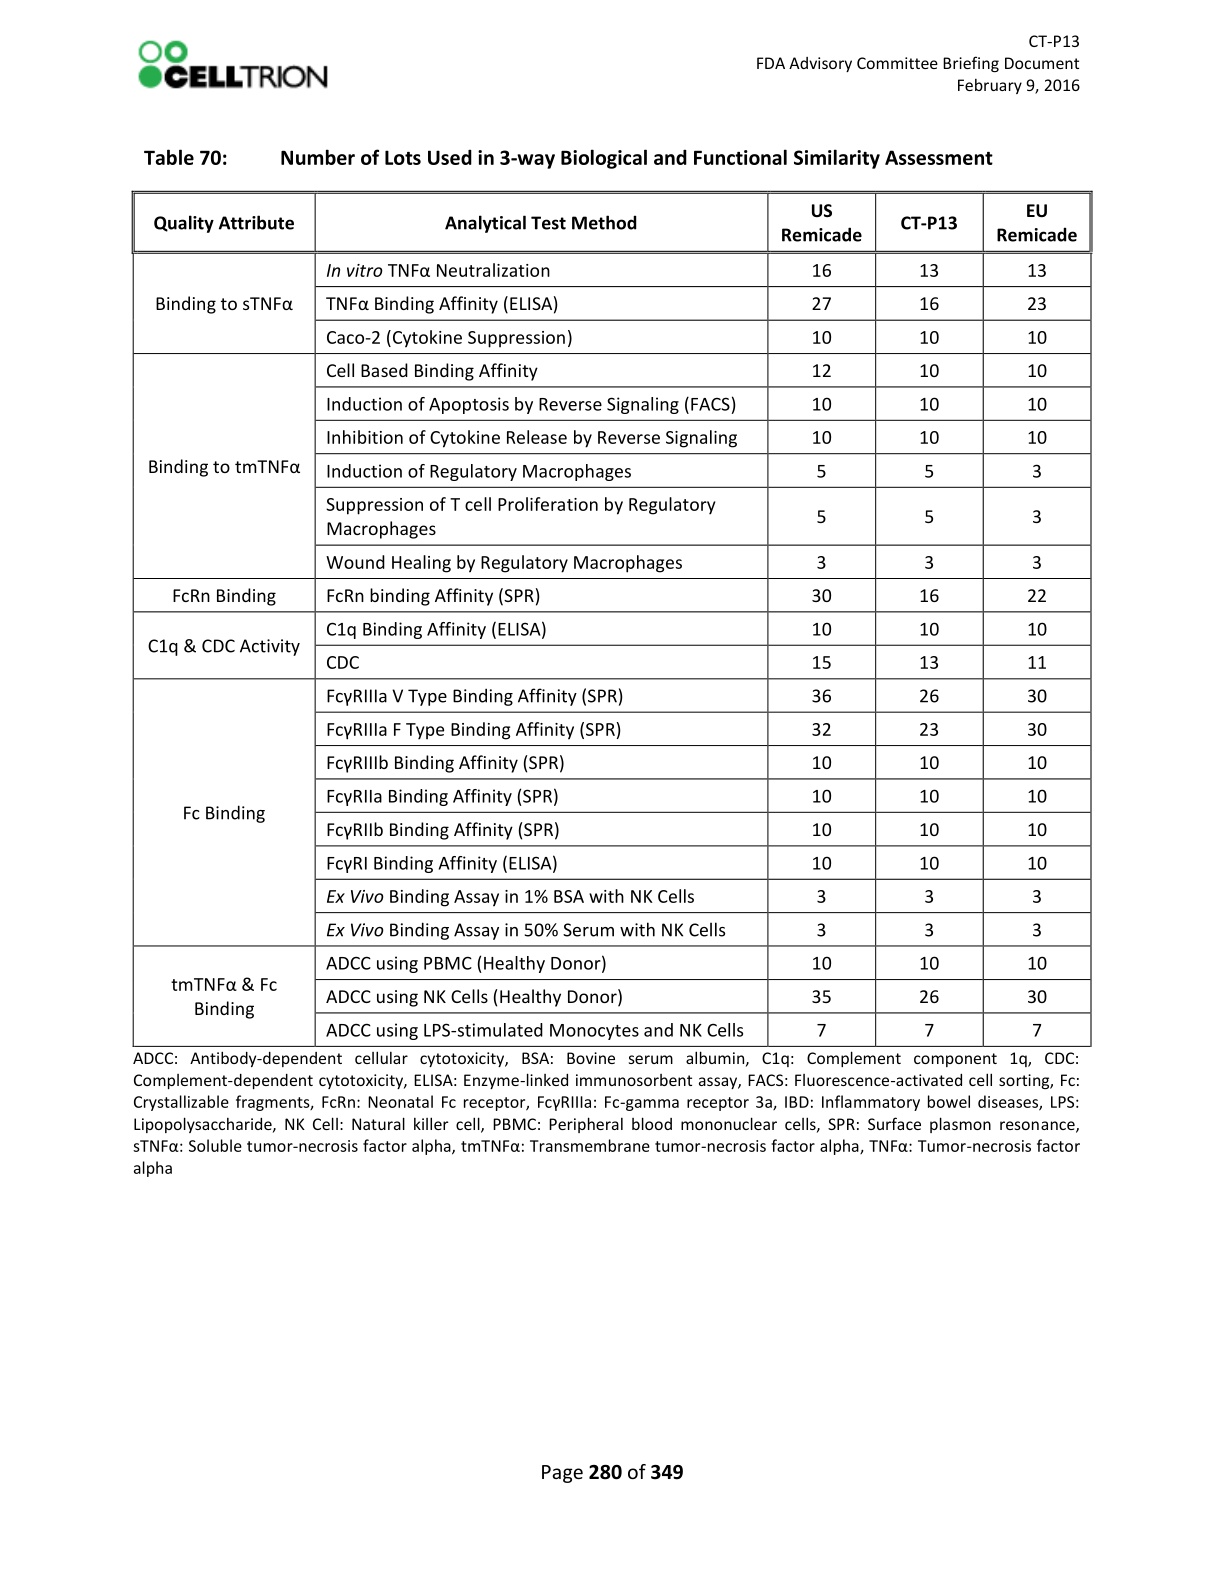 CELLTRION
CT-P13
FDA Advisory Committee Briefing Document
February 9, 2016
Table 70: Number of Lots Used in 3-way Biological and Functional Similarity Assessment
Quality Attribute Analytical Test Method US Remicade CT-P13 EU Remicade
Binding to sTNFα
In vitro TNFα Neutralization 16 13 13
TNFα Binding Affinity (ELISA) 27 16 23
Caco-2 (Cytokine Suppression) 10 10 10
Binding to tmTNFα
Cell Based Binding Affinity 12 10 10
Induction of Apoptosis by Reverse Signaling (FACS) 10 10 10
Inhibition of Cytokine Release by Reverse Signaling 10 10 10
Induction of Regulatory Macrophages 5 5 3
Suppression of T cell Proliferation by Regulatory
Macrophages 5 5 3
Wound Healing by Regulatory Macrophages 3 3 3
FcRn Binding FcRn binding Affinity (SPR) 30 16 22
C1q & CDC Activity
C1q Binding Affinity (ELISA) 10 10 10
CDC 15 13 11
Fc Binding
FcγRIIIa V Type Binding Affinity (SPR) 36 26 30
FcγRIIIa F Type Binding Affinity (SPR) 32 23 30
FcγRIIIb Binding Affinity (SPR) 10 10 10
FcγRIIa Binding Affinity (SPR) 10 10 10
FcγRIIb Binding Affinity (SPR) 10 10 10
FcγRI Binding Affinity (ELISA) 10 10 10
Ex Vivo Binding Assay in 1% BSA with NK Cells 3 3 3
Ex Vivo Binding Assay in 50% Serum with NK Cells 3 3 3
tmTNFα & Fc
Binding
ADCC using PBMC (Healthy Donor) 10 10 10
ADCC using NK Cells (Healthy Donor) 35 26 30
ADCC using LPS-stimulated Monocytes and NK Cells 7 7 7
ADCC: Antibody-dependent cellular cytotoxicity, BSA: Bovine serum albumin, C1q: Complement component 1q, CDC:
Complement-dependent cytotoxicity, ELISA: Enzyme-linked immunosorbent assay, FACS: Fluorescence-activated cell sorting, Fc:
Crystallizable fragments, FcRn: Neonatal Fc receptor, FcγRIIIa: Fc-gamma receptor 3a, IBD: Inflammatory bowel diseases, LPS:
Lipopolysaccharide, NK Cell: Natural killer cell, PBMC: Peripheral blood mononuclear cells, SPR: Surface plasmon resonance,
sTNFα: Soluble tumor-necrosis factor alpha, tmTNFα: Transmembrane tumor-necrosis factor alpha, TNFα: Tumor-necrosis factor
alpha
Page 280 of 349